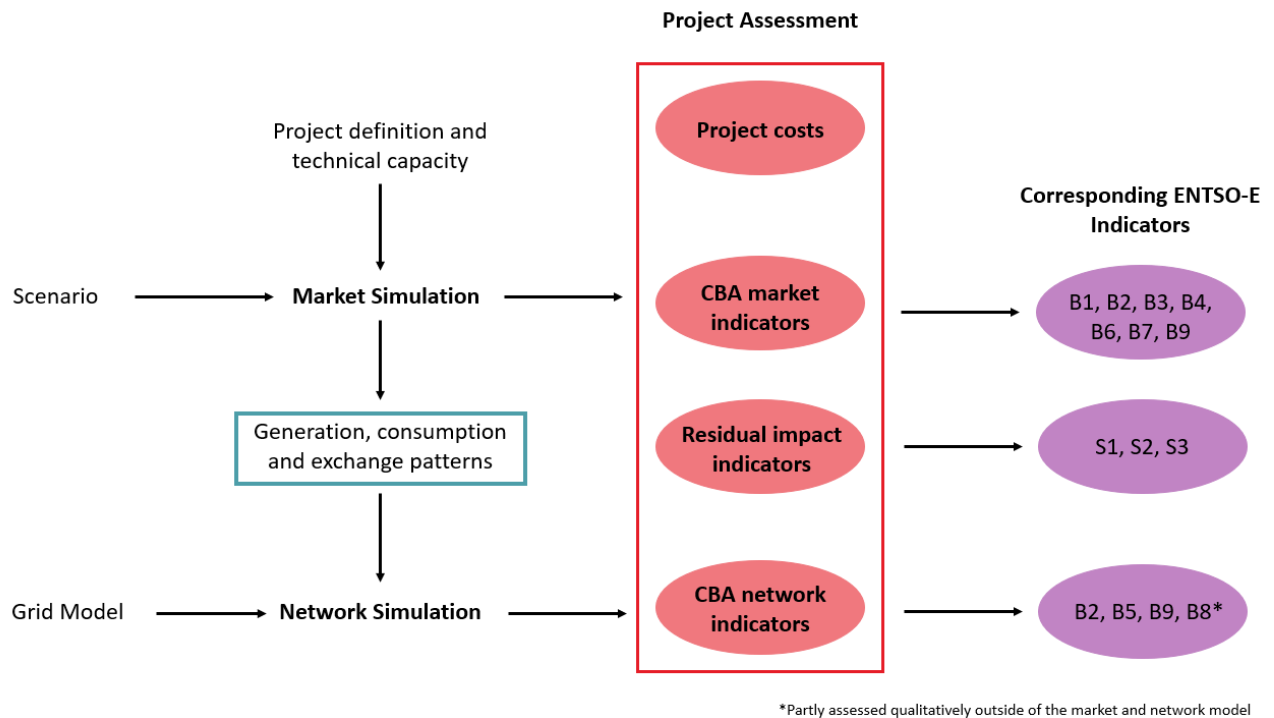 Project Assessment
Project definition and
technical capacity
Project costs
Corresponding ENTSO-E
Indicators
Scenario
Market Simulation
CBA market
indicators
B1, B2, B3, B4,
B6, B7, B9
Generation, consumption
and exchange patterns
Residual impact
indicators
S1, S2, S3
Grid Model
Network Simulation
CBA network
indicators
B2, B5, B9, B8*
*Partly assessed qualitatively outside of the market and network model